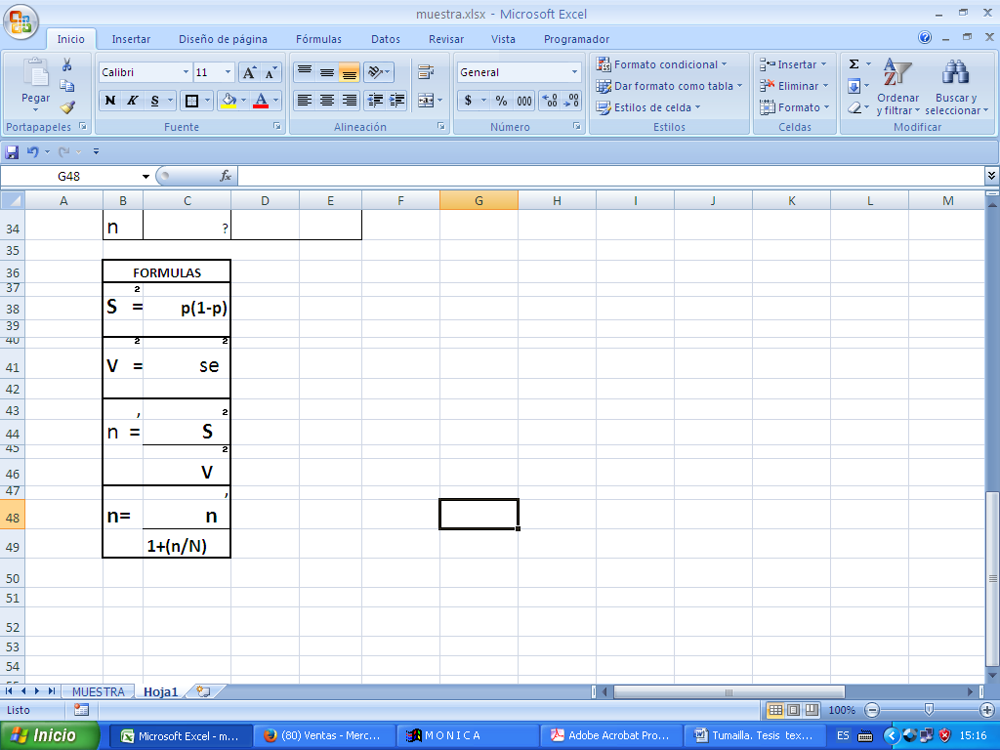 muestra.xlsx - Microsoft Excel
Inicio Insertar Diseño de página Fórmulas Datos Revisar Vista Programador
Pegar
Portapapeles
Calibri 11
N K S
Fuente
Alineación
General
$ % 000
Número
Formato condicional
Dar formato como tabla
Estilos de celda
Estilos
Insertar
Eliminar
Formato
Celdas
Σ
Ordenar y filtrar
Buscar y seleccionar
Modificar
G48 fx
A B C D E F G H I J K L M
34 n ?
35
36 FORMULAS
37 2
38 S = p(1-p)
39
40 2 2
41 V = se
42
43 , 2
44 n = S
45 2
46 V
47 ,
48 n= n
49 1+(n/N)
50
51
52
53
54
55
MUESTRA Hoja1
Listo 100%
Inicio Microsoft Excel - m... (80) Ventas - Merc... M O N I C A Adobe Acrobat Pro... Tumailla. Tesis tex... ES 15:16